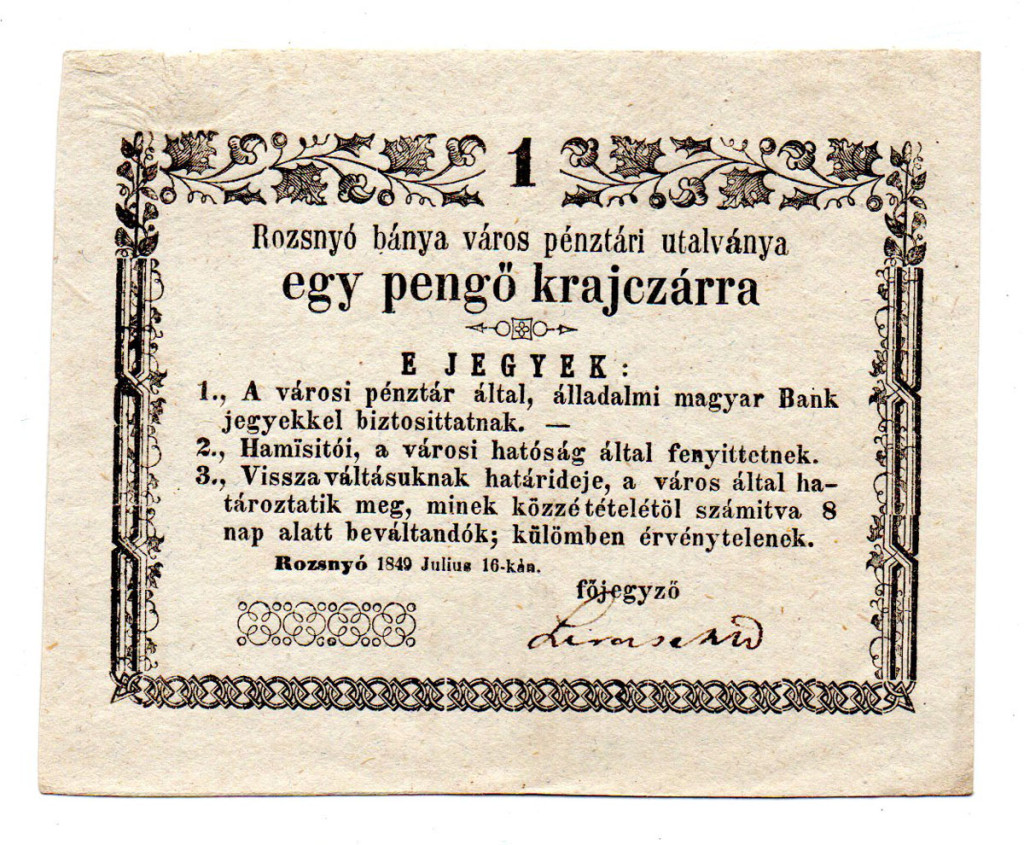 1
Rozsnyó bánya város pénztári utalványa
egy pengő krajczárra
E JEGYEK:
1., A városi pénztár által, álladalmi magyar Bank
jegyekkel biztosittatnak. —
2., Hamïsitói, a városi hatóság által fenyittetnek.
3., Vissza váltásuknak határideje, a város által ha-
tároztatik meg, minek közzé tételétöl számitva 8
nap alatt beváltandók; külömben érvénytelenek.
Rozsnyó 1849 Julius 16-kán.
főjegyző